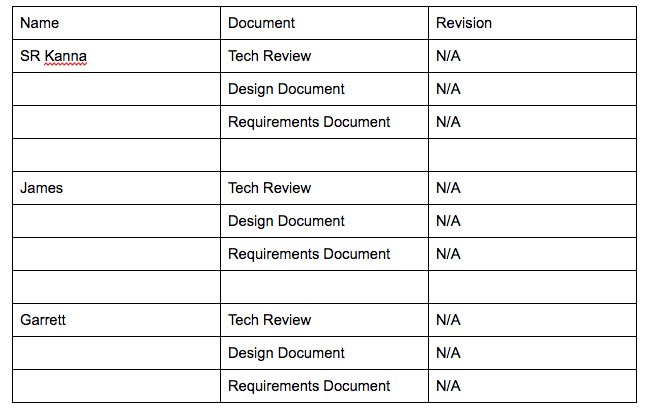 Name Document Revision
SR Kanna Tech Review N/A
Design Document N/A
Requirements Document N/A
James Tech Review N/A
Design Document N/A
Requirements Document N/A
Garrett Tech Review N/A
Design Document N/A
Requirements Document N/A